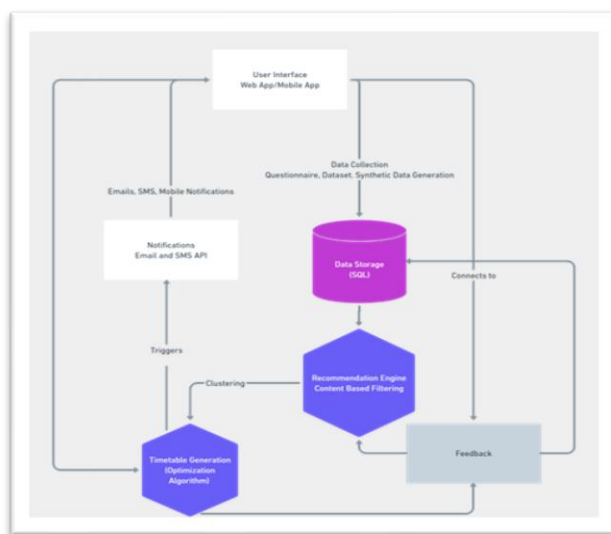 User Interface
Web App/Mobile App
Data Collection
Questionnaire, Dataset, Synthetic Data Generation
Emails, SMS, Mobile Notifications
Notifications
Email and SMS API
Data Storage
(SQL)
Connects to
Triggers
Recommendation Engine
Content Based Filtering
Clustering
Timetable Generation
(Optimization
Algorithm)
Feedback